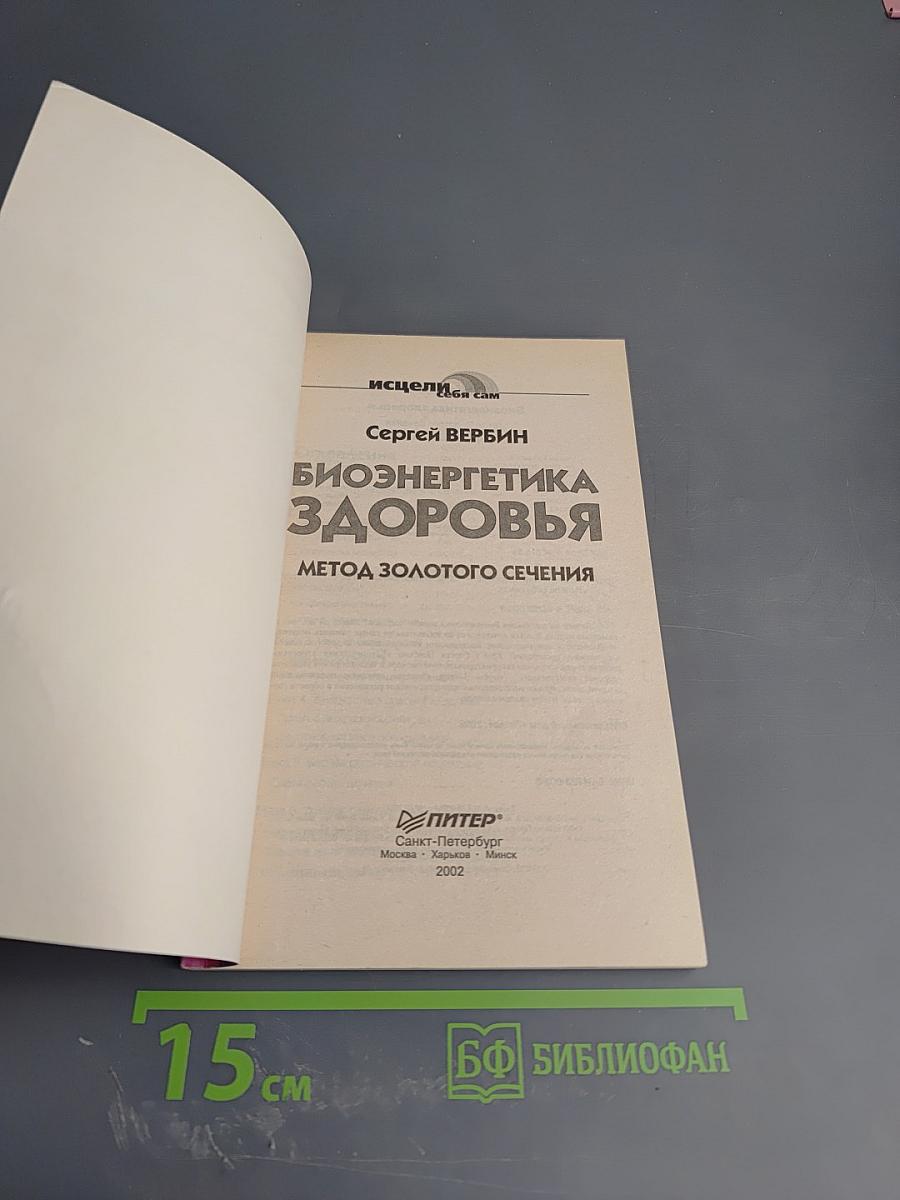 исцели
себя сам
Сергей ВЕРБИН
БИОЭНЕРГЕТИКА
ЗДОРОВЬЯ
МЕТОД ЗОЛОТОГО СЕЧЕНИЯ
ПИТЕР®
Санкт-Петербург
Москва · Харьков · Минск
2002
15 см
БФ БИБЛИОФАН